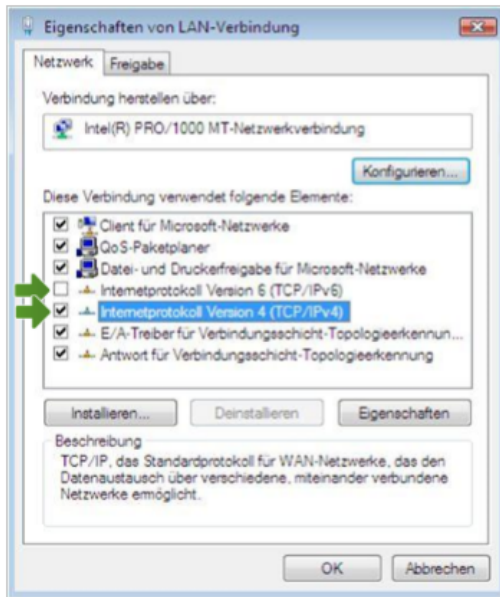 Eigenschaften von LAN-Verbindung
Netzwerk Freigabe
Verbindung herstellen über:
Intel(R) PRO/1000 MT-Netzwerkverbindung
Konfigurieren...
Diese Verbindung verwendet folgende Elemente:
Client für Microsoft-Netzwerke
QoS-Paketplaner
Datei- und Druckerfreigabe für Microsoft-Netzwerke
Internetprotokoll Version 6 (TCP/IPv6)
Internetprotokoll Version 4 (TCP/IPv4)
E/A-Treiber für Verbindungsschicht-Topologieerkennun...
Antwort für Verbindungsschicht-Topologieerkennung
Installieren... Deinstallieren Eigenschaften
Beschreibung
TCP/IP, das Standardprotokoll für WAN-Netzwerke, das den
Datenaustausch über verschiedene, miteinander verbundene
Netzwerke ermöglicht.
OK Abbrechen